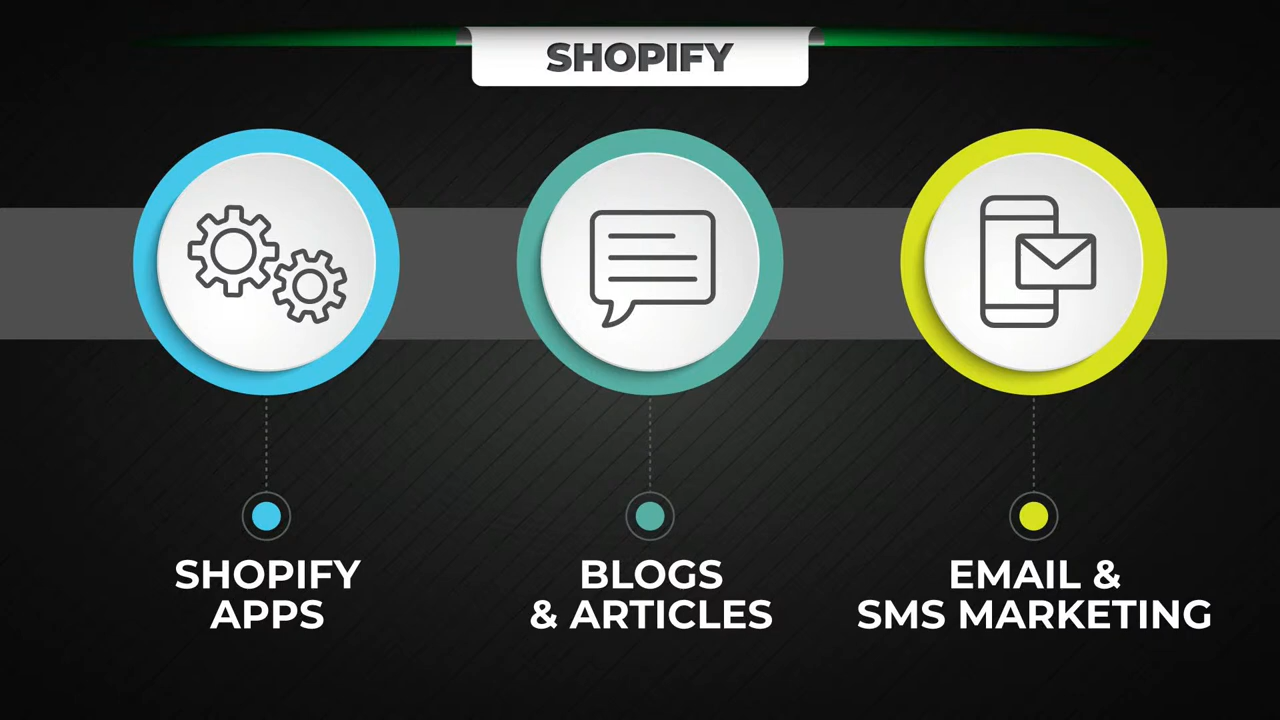 SHOPIFY
SHOPIFY
APPS
BLOGS
& ARTICLES
EMAIL &
SMS MARKETING